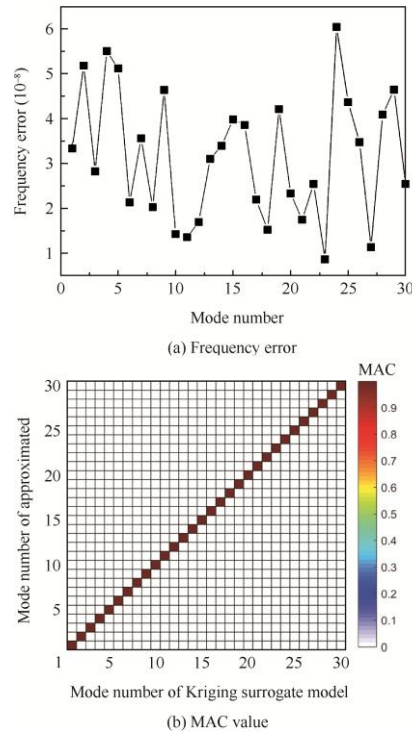 6
5
4
3
2
1
Frequency error (10⁻⁸)
0 5 10 15 20 25 30
Mode number
(a) Frequency error
MAC
30
25
20
15
10
5
Mode number of approximated
1 5 10 15 20 25 30
0.9
0.8
0.7
0.6
0.5
0.4
0.3
0.2
0.1
0
Mode number of Kriging surrogate model
(b) MAC value